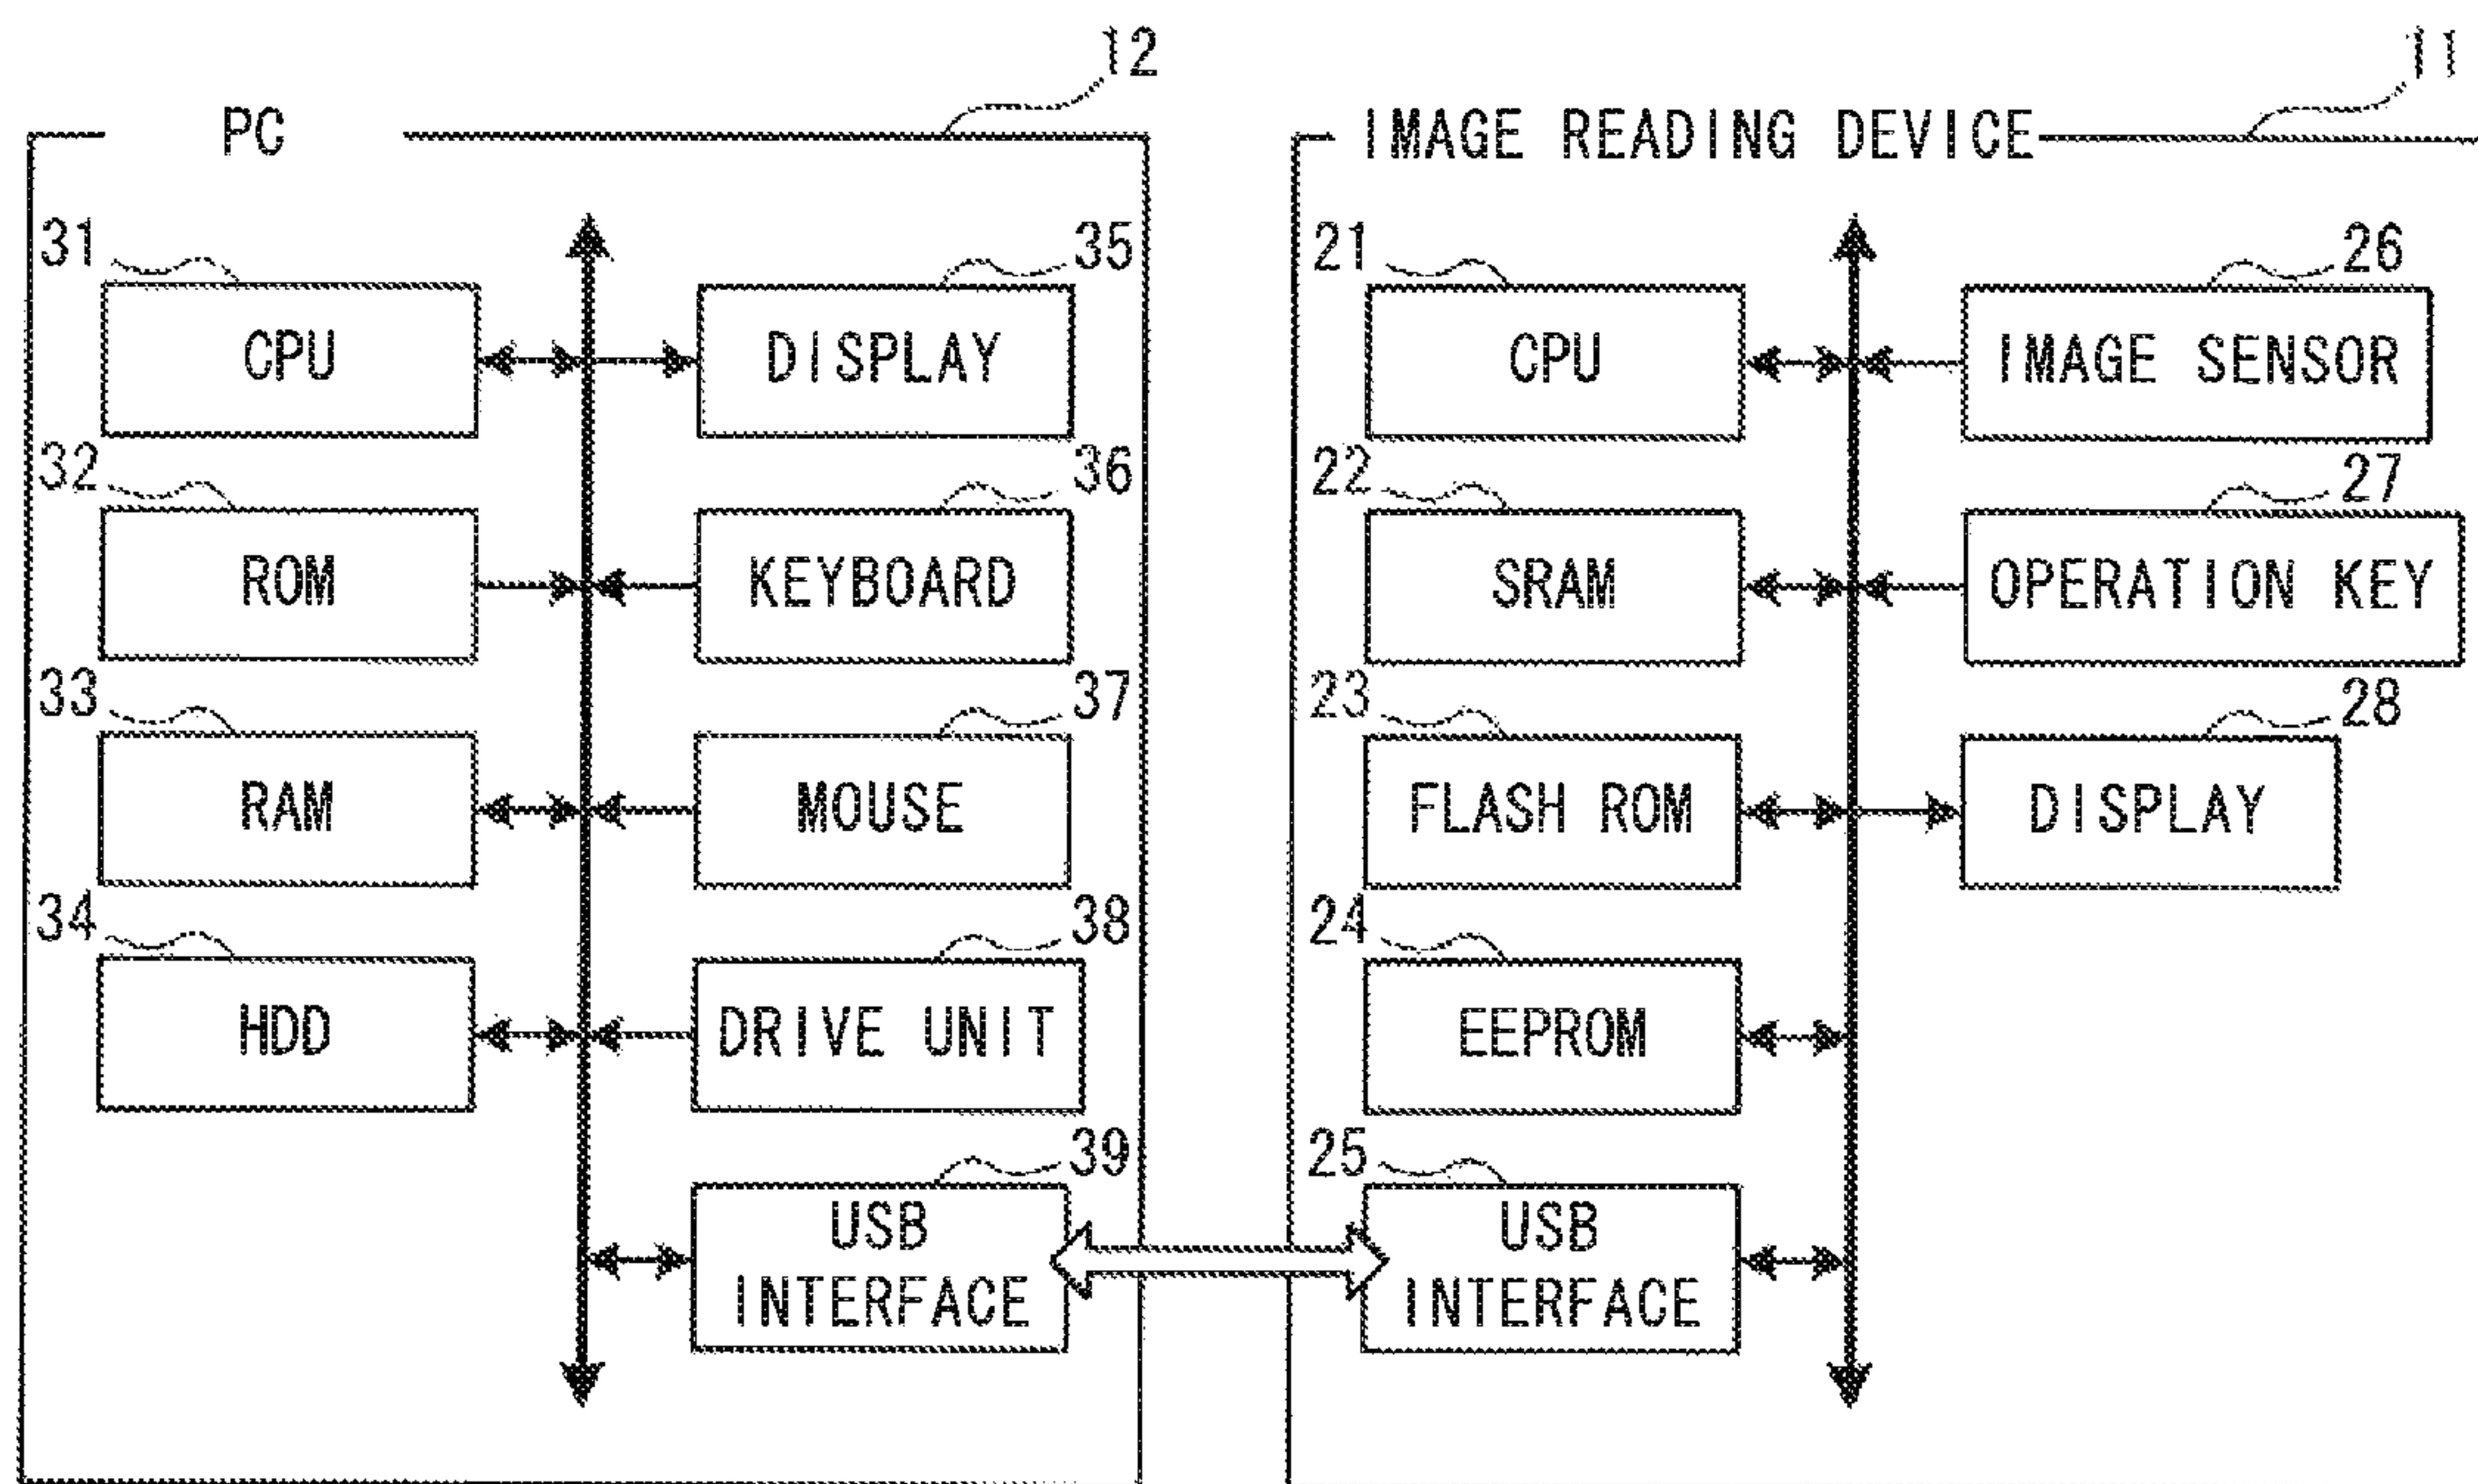 12
PC
31
CPU
35
DISPLAY
32
ROM
36
KEYBOARD
33
RAM
37
MOUSE
34
HDD
38
DRIVE UNIT
39
USB
INTERFACE
11
IMAGE READING DEVICE
21
CPU
26
IMAGE SENSOR
22
SRAM
27
OPERATION KEY
23
FLASH ROM
28
DISPLAY
24
EEPROM
25
USB
INTERFACE